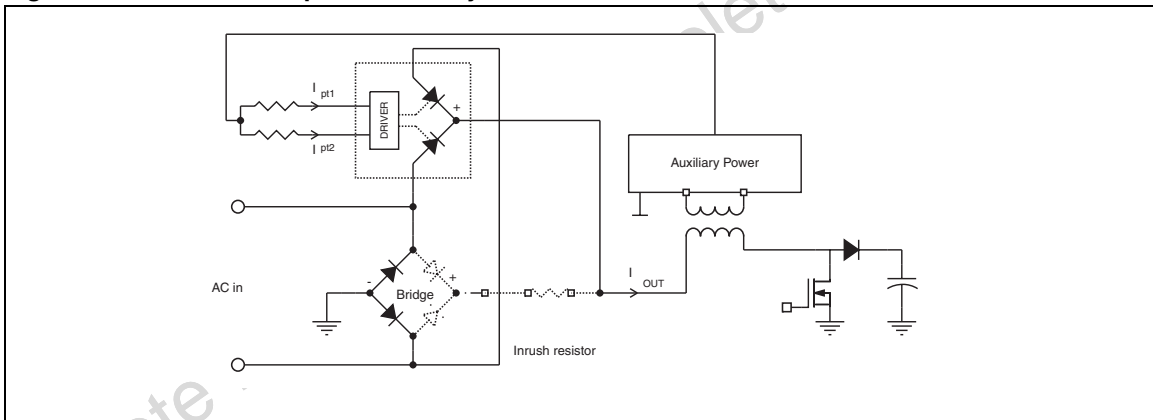 I pt1
DRIVER
+
I pt2
Auxiliary Power
AC in
-
Bridge
+
I OUT
Inrush resistor